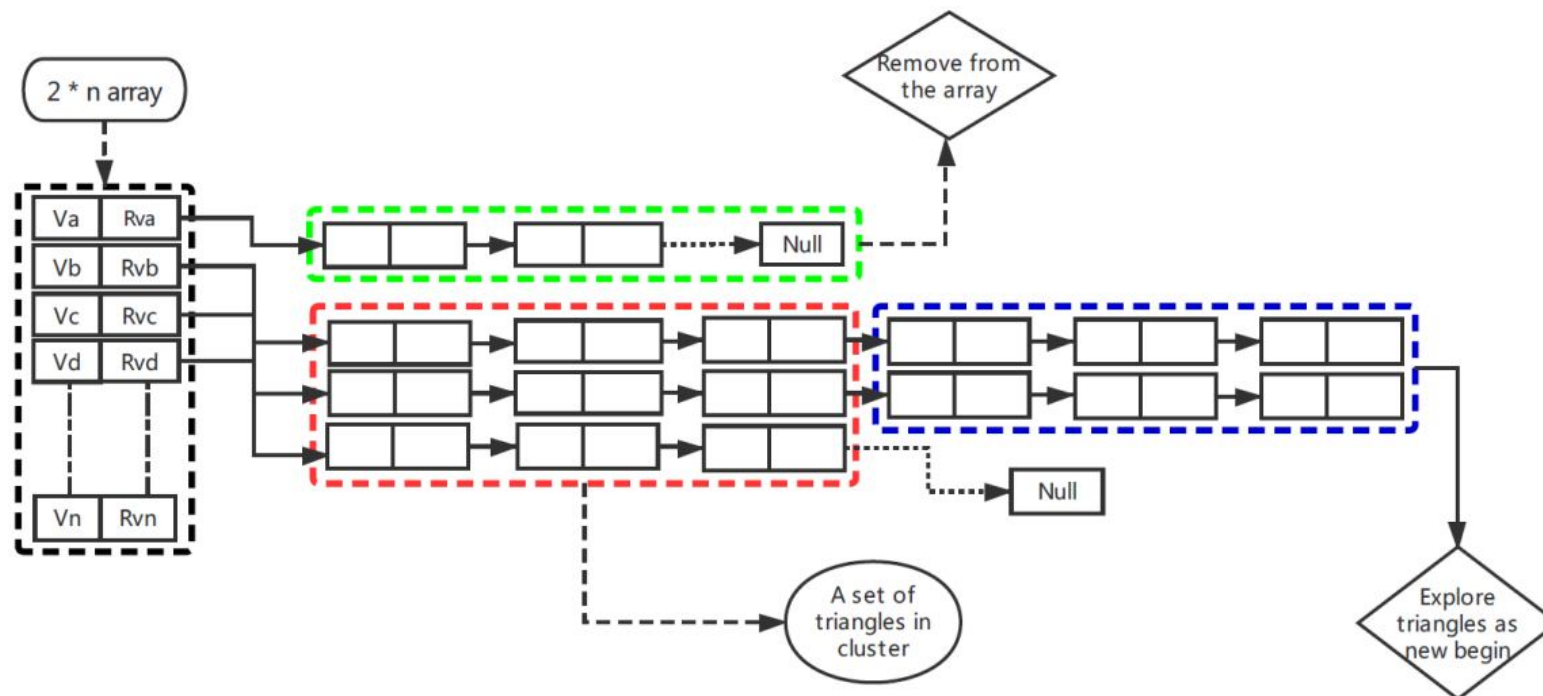 Remove from
the array
2 * n array
Va Rva
Null
Vb Rvb
Vc Rvc
Vd Rvd
Null
Vn Rvn
A set of
triangles in
cluster
Explore
triangles as
new begin